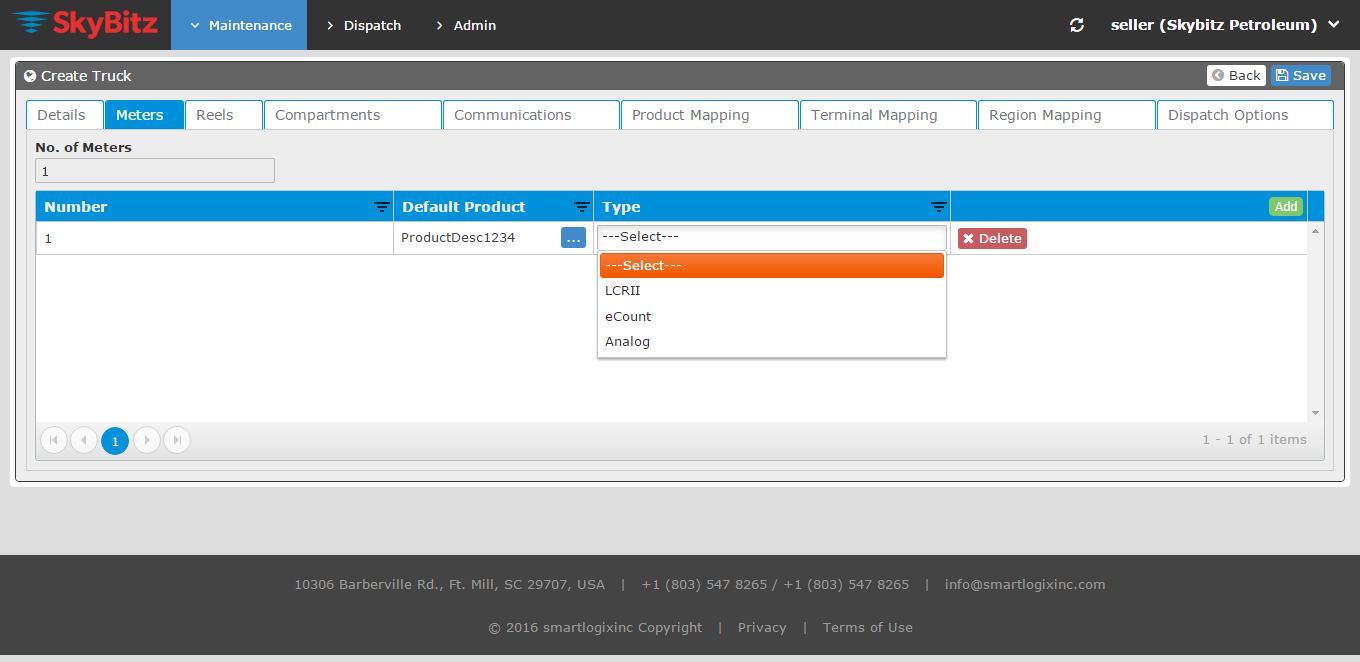 SkyBitz Maintenance Dispatch Admin seller (Skybitz Petroleum)
Create Truck Back Save
Details Meters Reels Compartments Communications Product Mapping Terminal Mapping Region Mapping Dispatch Options
No. of Meters
1
Number Default Product Type Add
1 ProductDesc1234 ... ---Select--- Delete
---Select---
LCRII
eCount
Analog
1 1 - 1 of 1 items
10306 Barberville Rd., Ft. Mill, SC 29707, USA | +1 (803) 547 8265 / +1 (803) 547 8265 | info@smartlogixinc.com
© 2016 smartlogixinc Copyright | Privacy | Terms of Use